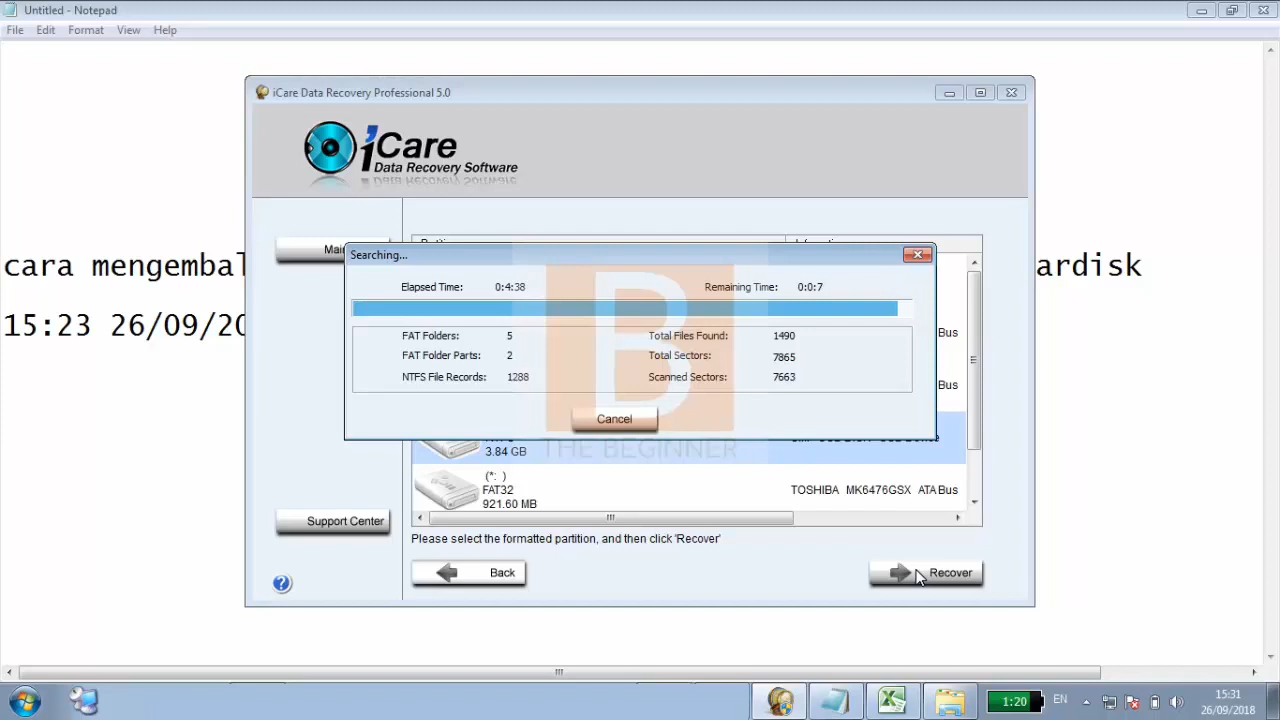 Untitled - Notepad
File Edit Format View Help
iCare Data Recovery Professional 5.0
iCare
Data Recovery Software
cara mengembal
ardisk
15:23 26/09/20
Searching...
Elapsed Time: 0:4:38 Remaining Time: 0:0:7
FAT Folders: 5 Total Files Found: 1490
FAT Folder Parts: 2 Total Sectors: 7865
NTFS File Records: 1288 Scanned Sectors: 7663
Cancel
B
THE BEGINNER
Bus
Bus
3.84 GB
(*: )
FAT32 TOSHIBA MK6476GSX ATA Bus
921.60 MB
Support Center
Please select the formatted partition, and then click 'Recover'
Back Recover
1:20 EN 15:31
26/09/2018